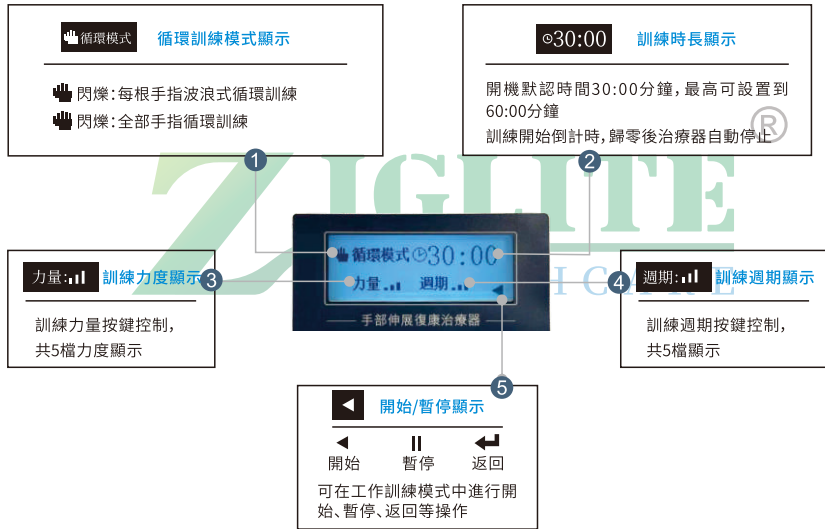 循環模式 循環訓練模式顯示
閃爍:每根手指波浪式循環訓練
閃爍:全部手指循環訓練
30:00 訓練時長顯示
開機默認時間30:00分鐘,最高可設置到
60:00分鐘
訓練開始倒計時,歸零後治療器自動停止
®
1
2
ZIGLITE
循環模式 30:00
力量 週期
手部伸展復康治療器
力量: 訓練力度顯示 3
訓練力量按鍵控制,
共5檔力度顯示
4 週期: 訓練週期顯示
訓練週期按鍵控制,
共5檔顯示
5
開始/暫停顯示
開始 暫停 返回
可在工作訓練模式中進行開
始、暫停、返回等操作